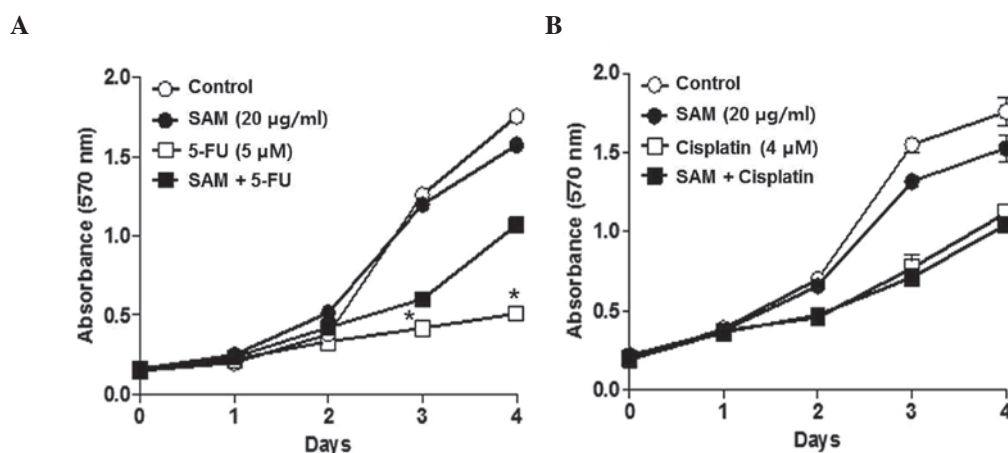 A
Absorbance (570 nm)
2.0
1.5
1.0
0.5
0.0
Control
SAM (20 µg/ml)
5-FU (5 µM)
SAM + 5-FU
*
*
0 1 2 3 4
Days
B
Absorbance (570 nm)
2.0
1.5
1.0
0.5
0.0
Control
SAM (20 µg/ml)
Cisplatin (4 µM)
SAM + Cisplatin
0 1 2 3 4
Days